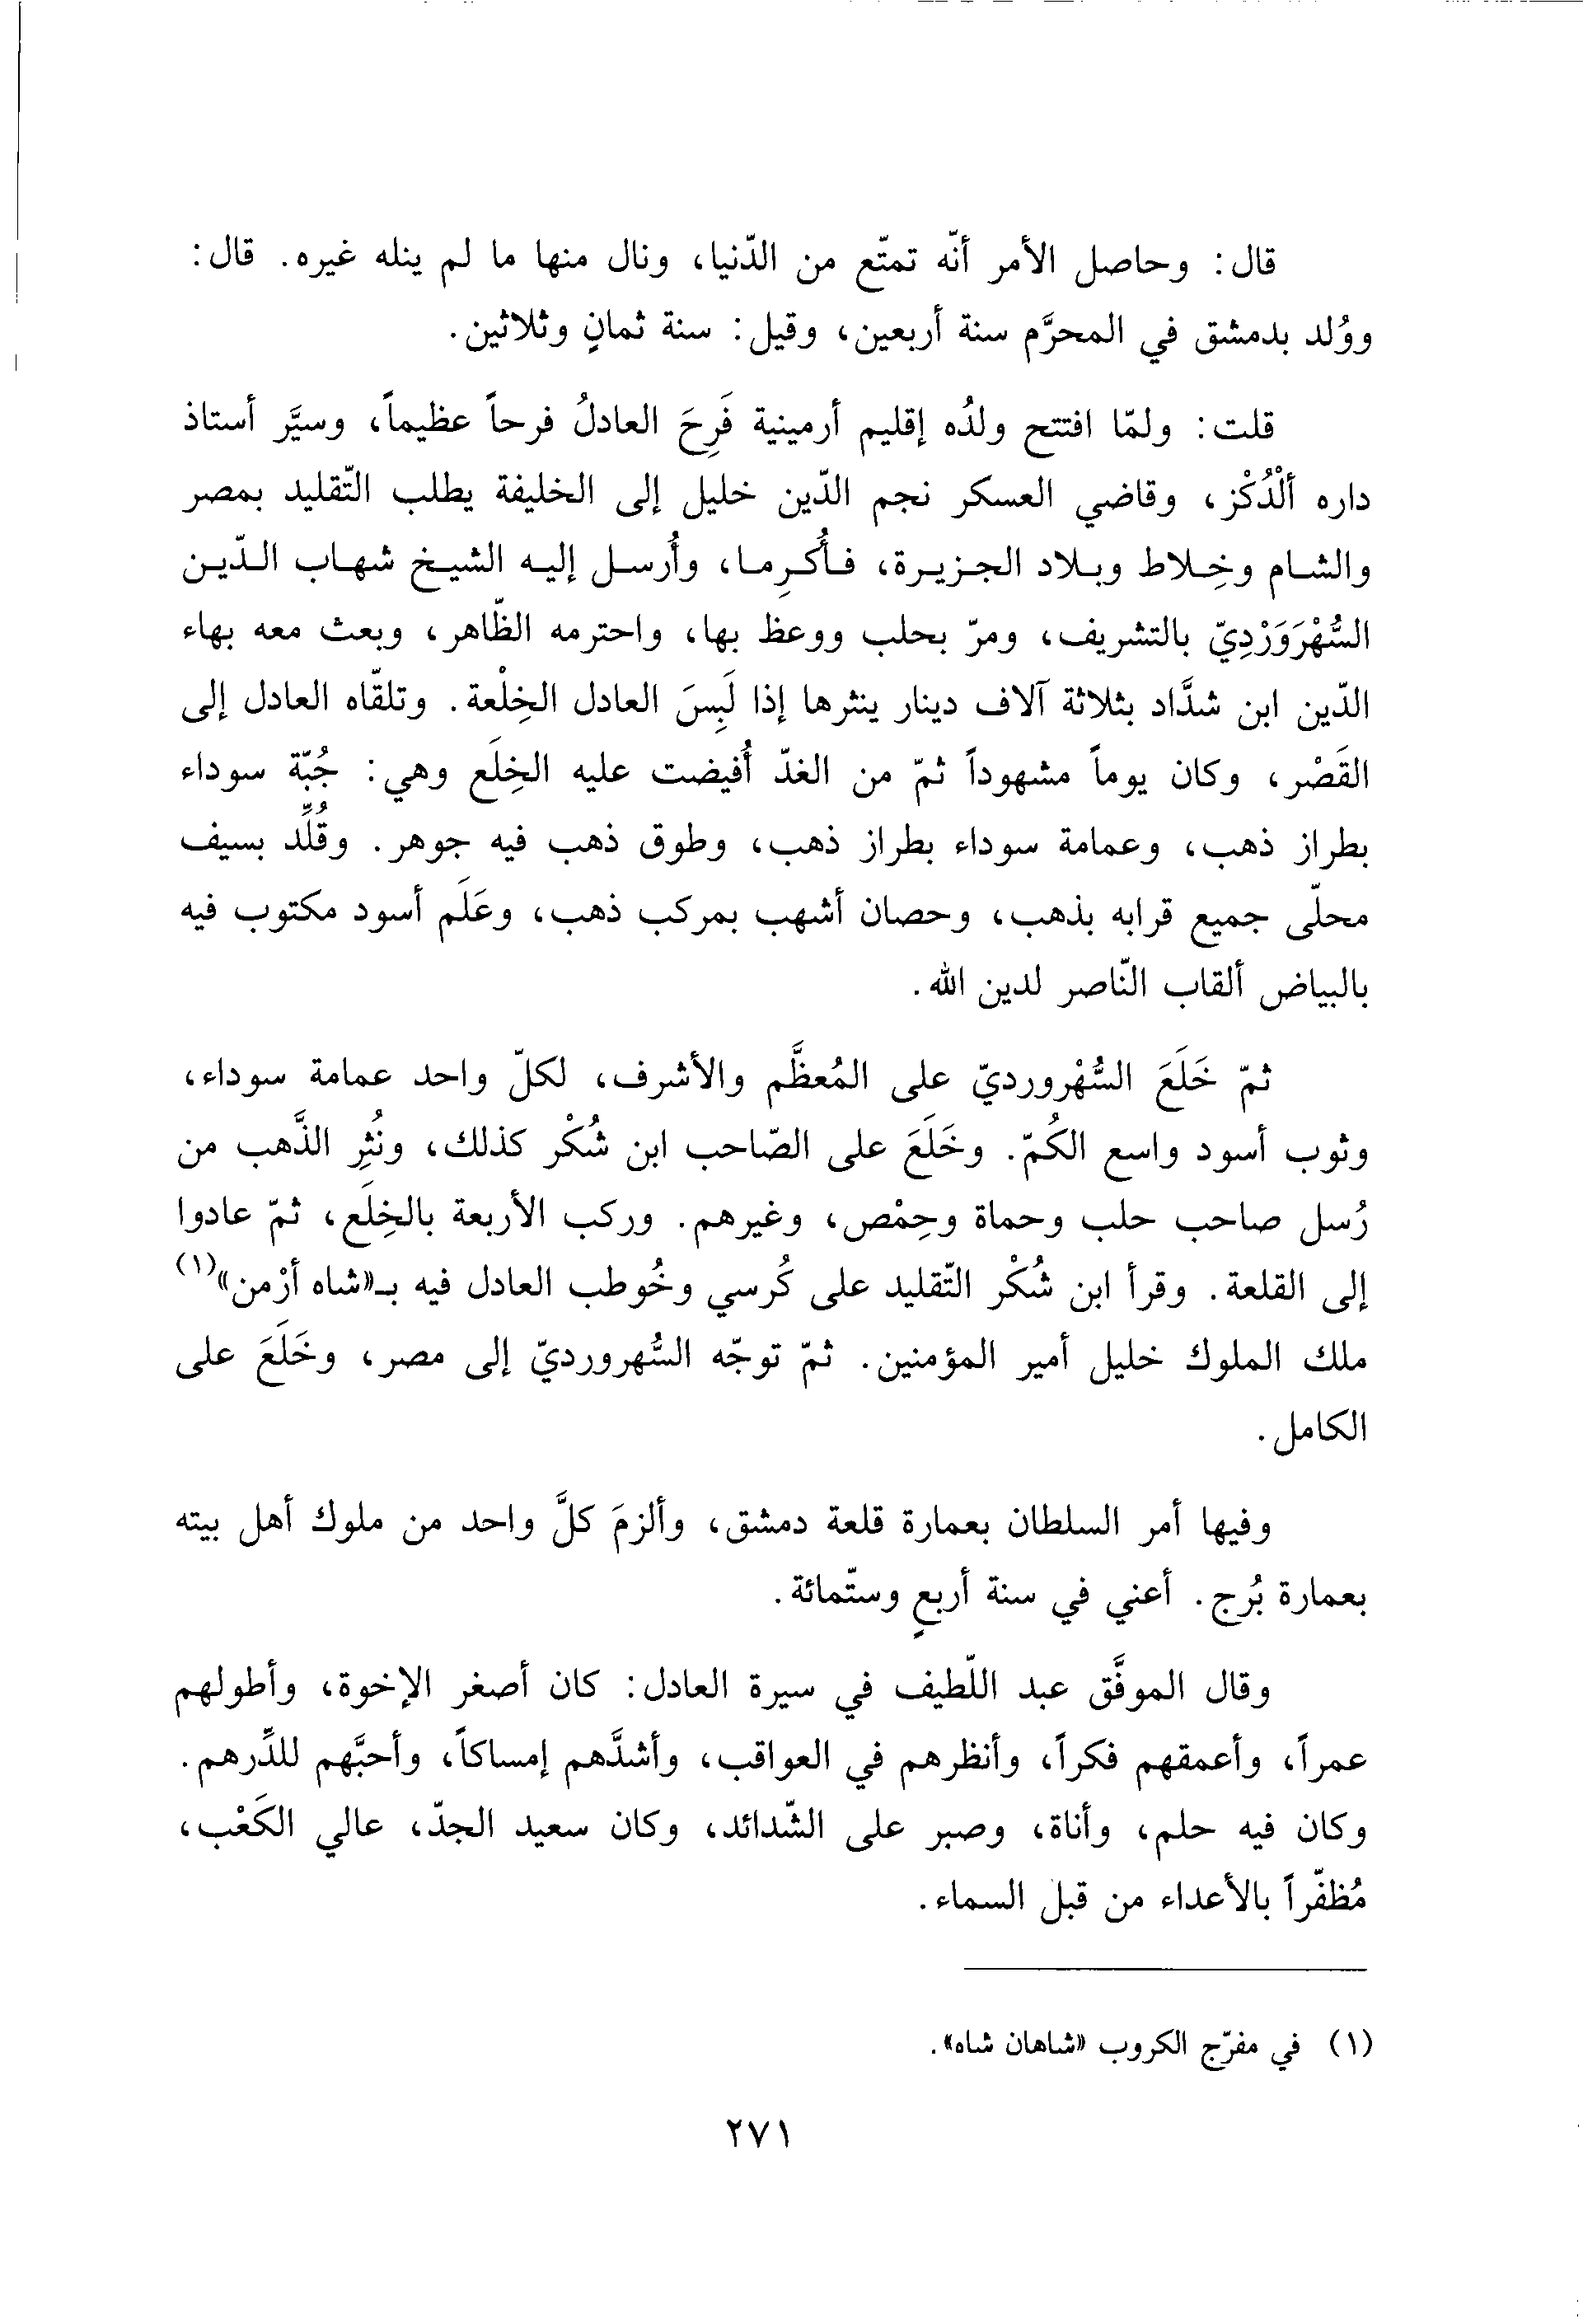 قال: وحاصل الأمر أنّه تمتّع من الدّنيا، ونال منها ما لم ينله غيره. قال:
ووُلد بدمشق في المحرَّم سنة أربعين، وقيل: سنة ثمانٍ وثلاثين.
قلت: ولمّا افتتح ولدُه إقليم أرمينية فَرِحَ العادلُ فرحاً عظيماً، وسيَّر أستاذ
داره أَلْدُكْز، وقاضي العسكر نجم الدّين خليل إلى الخليفة يطلب التّقليد بمصر
والشام وخِلاط وبلاد الجزيرة، فأُكرِما، وأُرسل إليه الشيخ شهاب الدّين
السُّهْرَوَرْدِيّ بالتشريف، ومرّ بحلب ووعظ بها، واحترمه الظّاهر، وبعث معه بهاء
الدّين ابن شدَّاد بثلاثة آلاف دينار ينثرها إذا لَبِسَ العادل الخِلْعة. وتلقّاه العادل إلى
القَصْر، وكان يوماً مشهوداً ثمّ من الغدّ أُفيضت عليه الخِلَع وهي: جُبّة سوداء
بطراز ذهب، وعمامة سوداء بطراز ذهب، وطوق ذهب فيه جوهر. وقُلِّد بسيف
محلّى جميع قرابه بذهب، وحصان أشهب بمركب ذهب، وعَلَم أسود مكتوب فيه
بالبياض ألقاب النّاصر لدين الله.
ثمّ خَلَعَ السُّهْرورديّ على المُعظَّم والأشرف، لكلّ واحد عمامة سوداء،
وثوب أسود واسع الكُمّ. وخَلَعَ على الصّاحب ابن شُكْر كذلك، ونُثِر الذَّهب من
رُسل صاحب حلب وحماة وحِمْص، وغيرهم. وركب الأربعة بالخِلَع، ثمّ عادوا
إلى القلعة. وقرأ ابن شُكْر التّقليد على كُرسي وخُوطب العادل فيه بـ«شاه أرْمن»(١)
ملك الملوك خليل أمير المؤمنين. ثمّ توجّه السُّهرورديّ إلى مصر، وخَلَعَ على
الكامل.
وفيها أمر السلطان بعمارة قلعة دمشق، وألزمَ كلَّ واحد من ملوك أهل بيته
بعمارة بُرج. أعني في سنة أربعٍ وستّمائة.
وقال الموفَّق عبد اللّطيف في سيرة العادل: كان أصغر الإخوة، وأطولهم
عمراً، وأعمقهم فكراً، وأنظرهم في العواقب، وأشدَّهم إمساكاً، وأحبَّهم للدِّرهم.
وكان فيه حلم، وأناة، وصبر على الشّدائد، وكان سعيد الجدّ، عالي الكَعْب،
مُظفّراً بالأعداء من قبل السماء.
(١) في مفرّج الكروب «شاهان شاه».
٢٧١